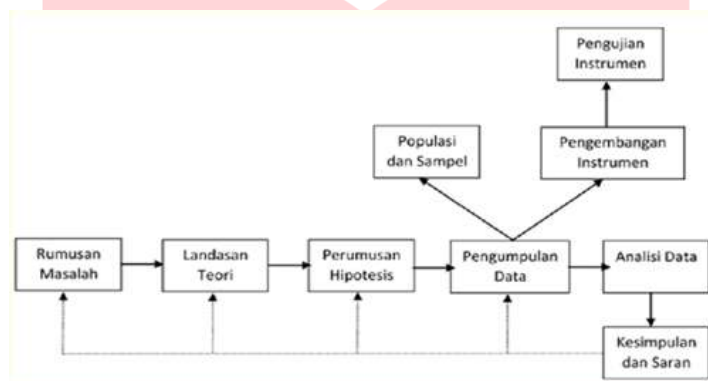 Pengujian
Instrumen
Populasi
dan Sampel
Pengembangan
Instrumen
Rumusan
Masalah
Landasan
Teori
Perumusan
Hipotesis
Pengumpulan
Data
Analisi Data
Kesimpulan
dan Saran